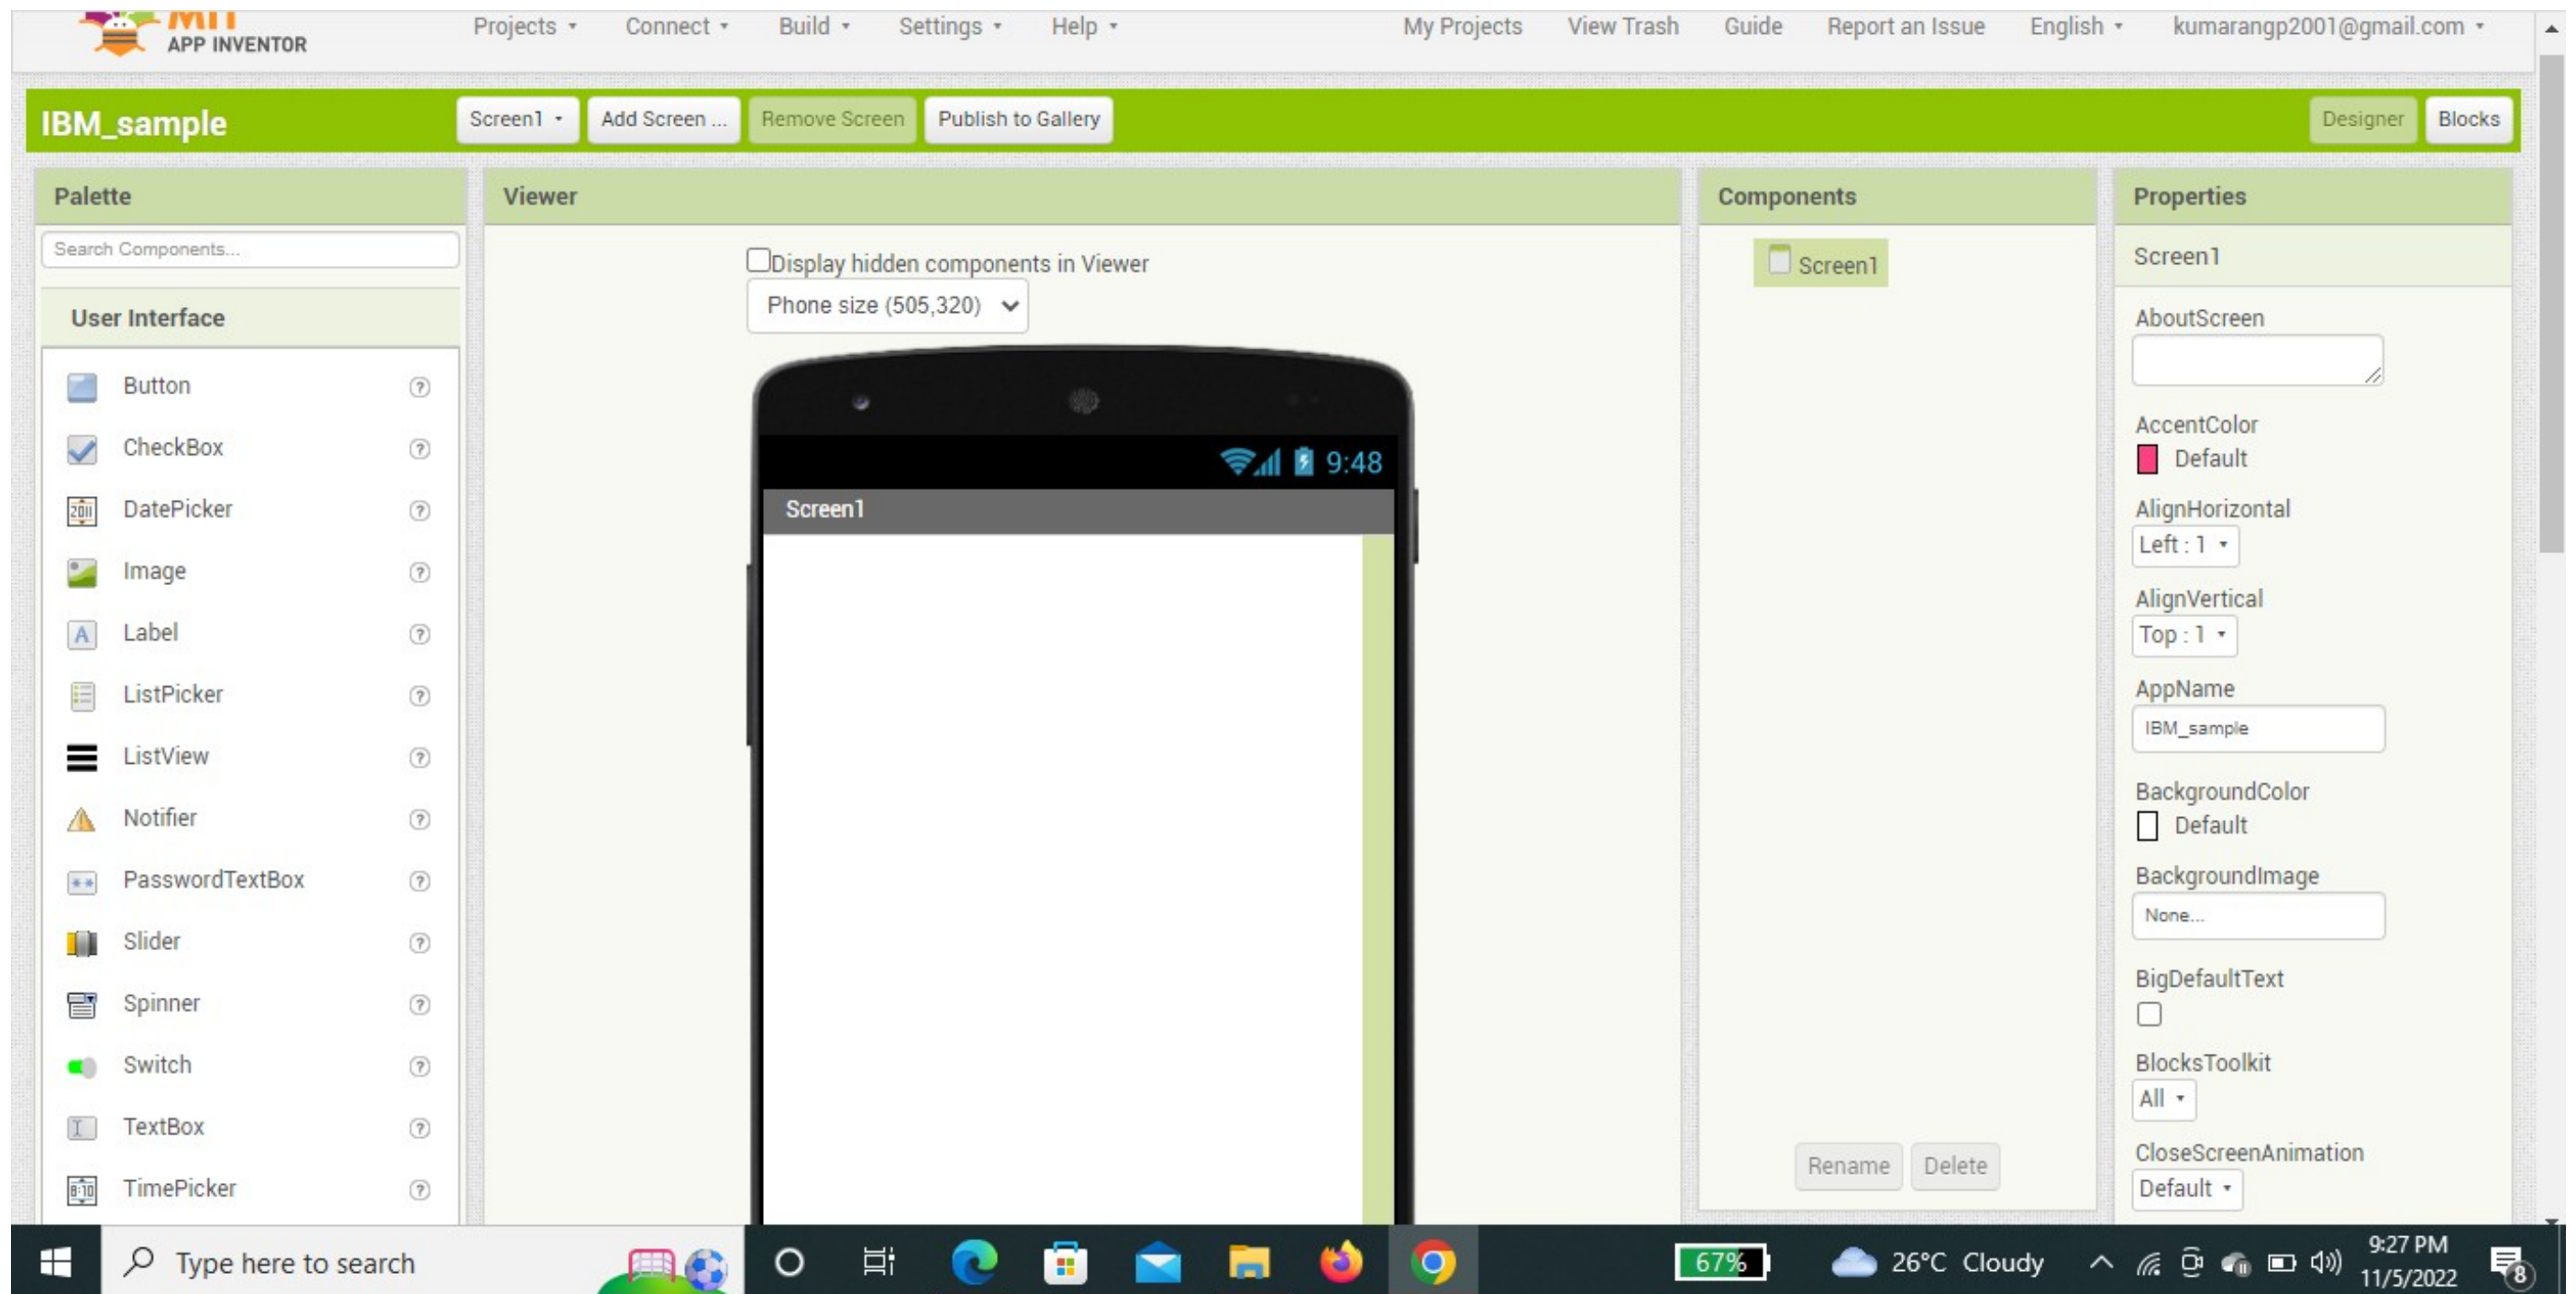 MIT
APP INVENTOR
Projects
Connect
Build
Settings
Help
My Projects
View Trash
Guide
Report an Issue
English
kumarangp2001@gmail.com
IBM_sample
Screen1
Add Screen ...
Remove Screen
Publish to Gallery
Designer
Blocks
Palette
Search Components...
User Interface
Button
CheckBox
DatePicker
Image
Label
ListPicker
ListView
Notifier
PasswordTextBox
Slider
Spinner
Switch
TextBox
TimePicker
Viewer
Display hidden components in Viewer
Phone size (505,320)
9:48
Screen1
Components
Screen1
Rename
Delete
Properties
Screen1
AboutScreen
AccentColor
Default
AlignHorizontal
Left : 1
AlignVertical
Top : 1
AppName
IBM_sample
BackgroundColor
Default
BackgroundImage
None...
BigDefaultText
BlocksToolkit
All
CloseScreenAnimation
Default
Type here to search
67%
26°C Cloudy
9:27 PM
11/5/2022
8